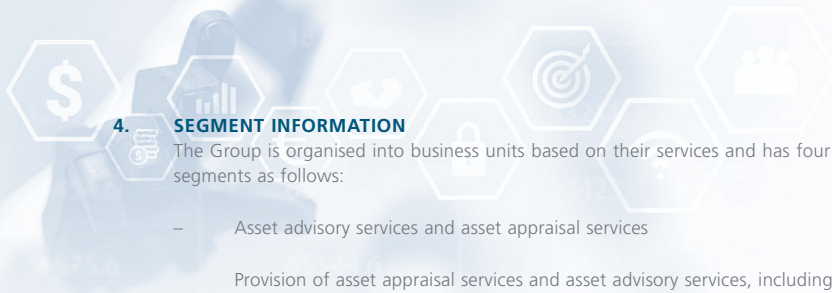 4. SEGMENT INFORMATION
The Group is organised into business units based on their services and has four
segments as follows:
– Asset advisory services and asset appraisal services
Provision of asset appraisal services and asset advisory services, including